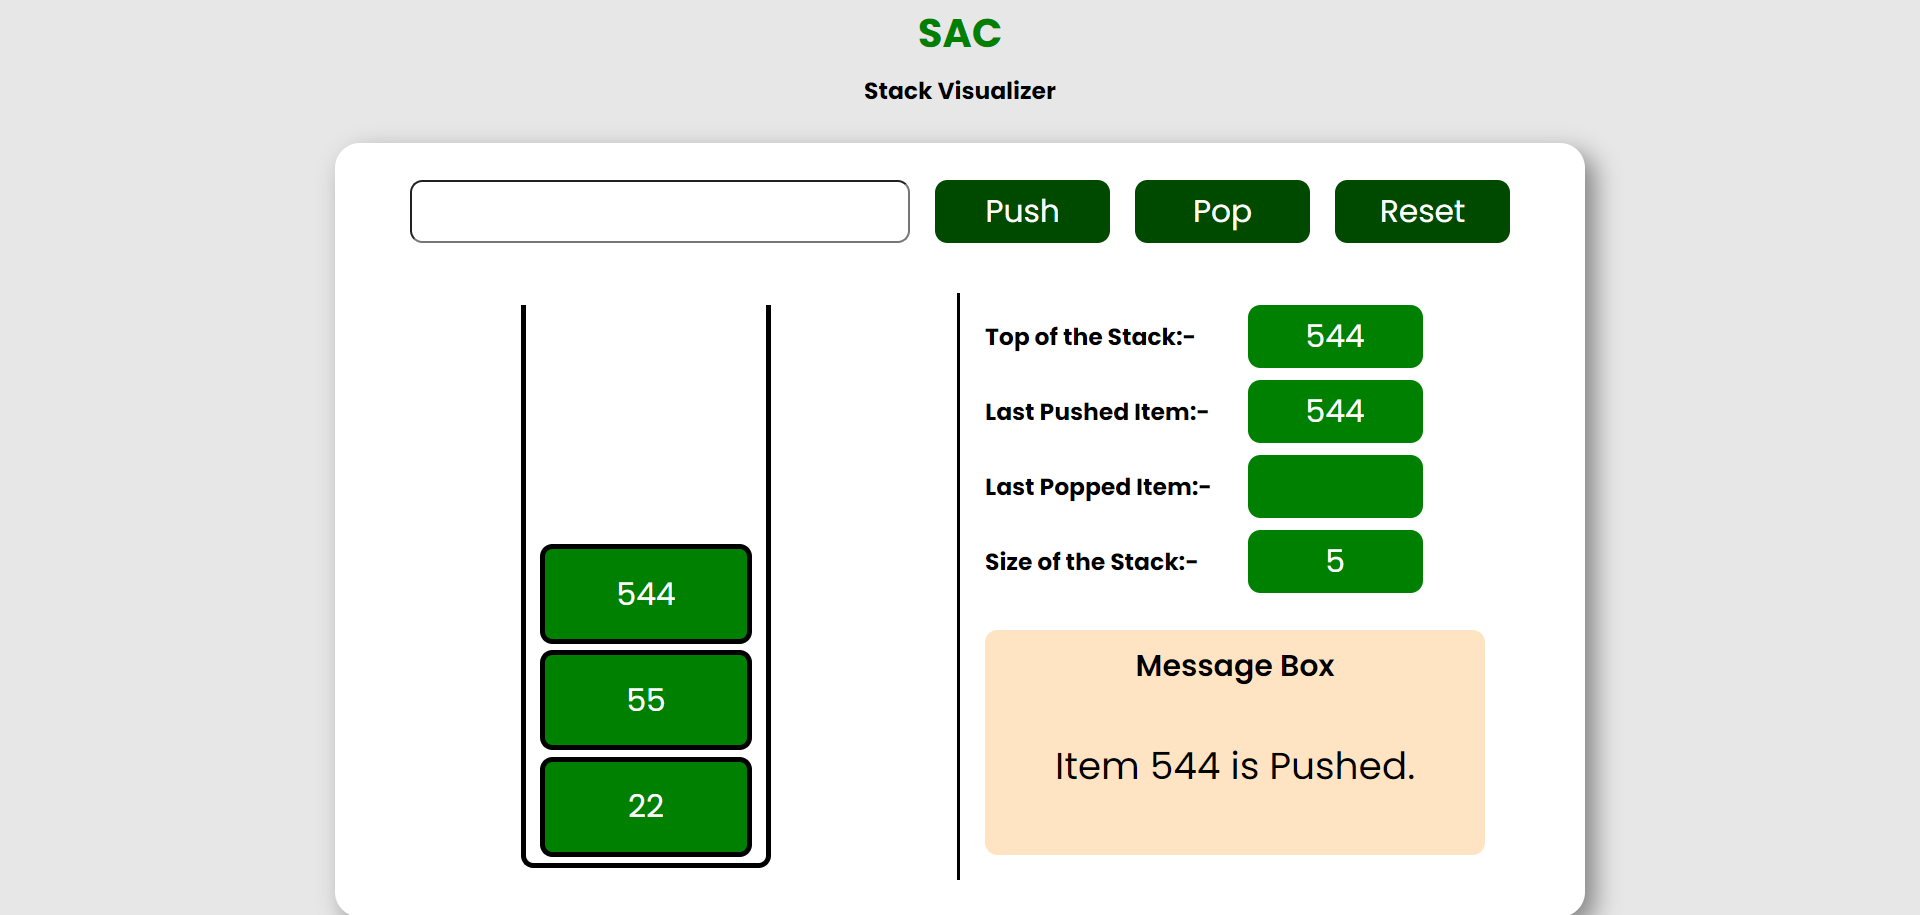 SAC
Stack Visualizer
Push Pop Reset
544
55
22
Top of the Stack:- 544
Last Pushed Item:- 544
Last Popped Item:-
Size of the Stack:- 5
Message Box
Item 544 is Pushed.